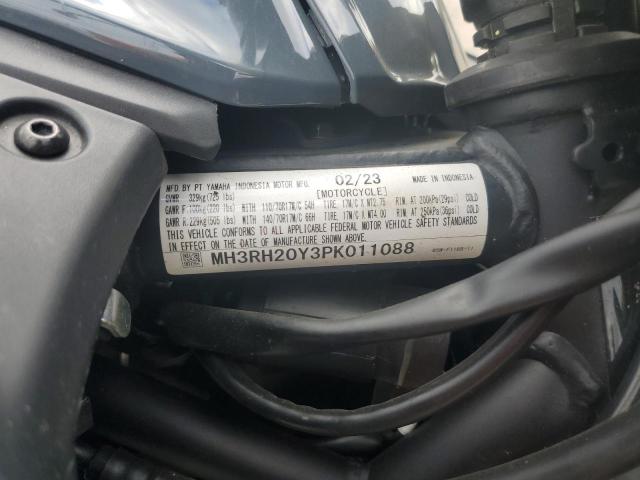 MFD BY PT YAMAHA INDONESIA MOTOR MFG. 02/23 MADE IN INDONESIA
GVWR 329kg(725 lbs) [MOTORCYCLE]
GAWR F. 100kg(220 lbs) WITH 110/70R17M/C 54H TIRE 17M/C X MT2.75 RIM, AT 200kPa(29psi) COLD
GAWR R. 229kg(505 lbs) WITH 140/70R17M/C 66H TIRE 17M/C X MT4.00 RIM, AT 250kPa(36psi) COLD
THIS VEHICLE CONFORMS TO ALL APPLICABLE FEDERAL MOTOR VEHICLE SAFETY STANDARDS
IN EFFECT ON THE DATE OF MANUFACTURE SHOWN ABOVE.
MH3RH20Y3PK011088